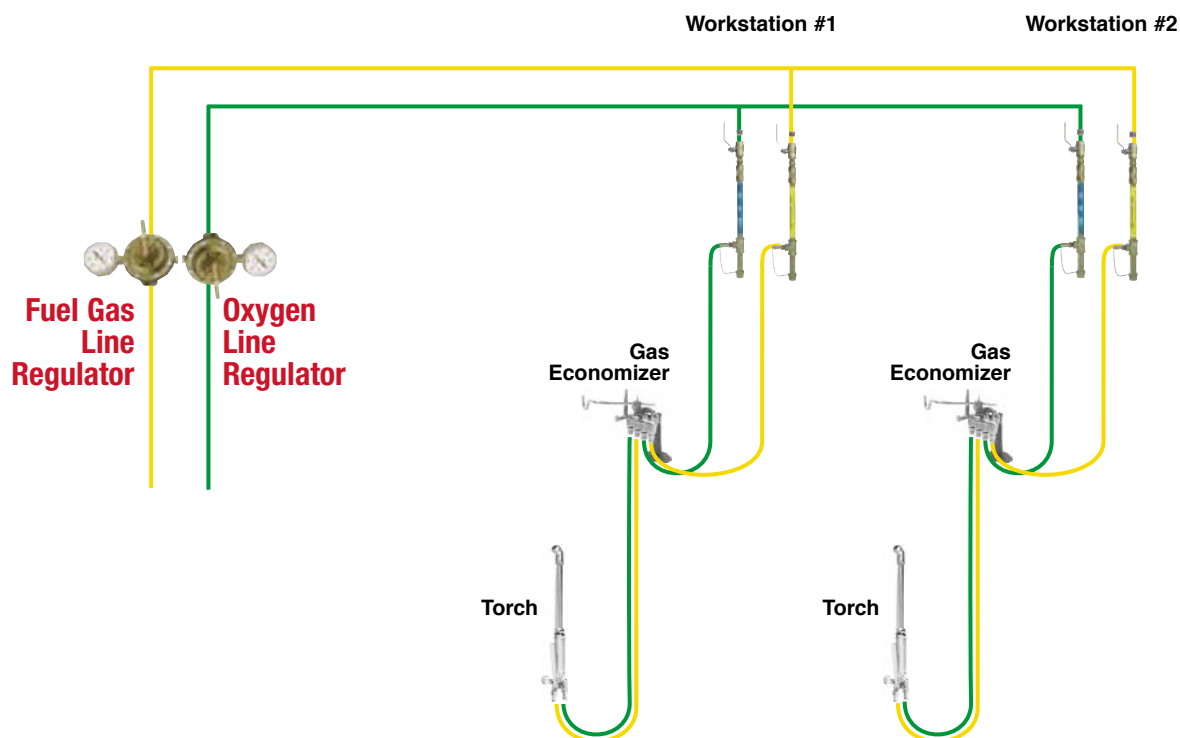 Workstation #1
Workstation #2
Fuel Gas
Line
Regulator
Oxygen
Line
Regulator
Gas
Economizer
Gas
Economizer
Torch
Torch